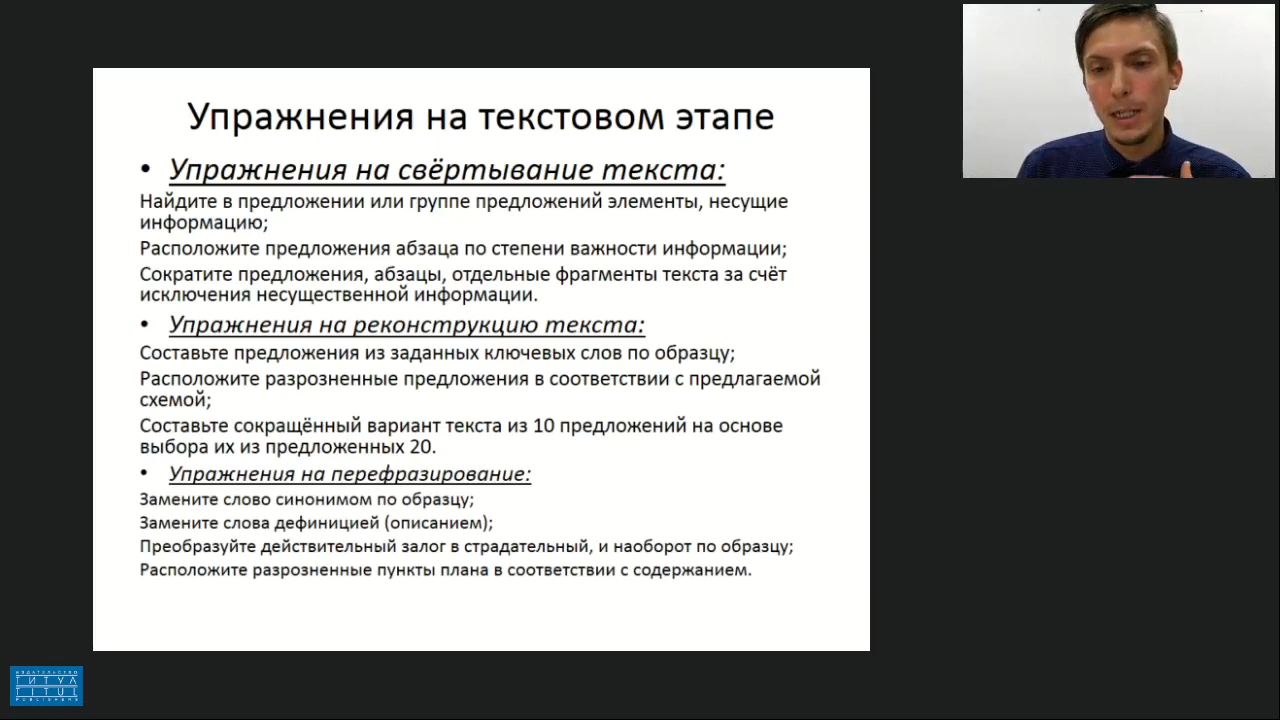 Упражнения на текстовом этапе
• Упражнения на свёртывание текста:
Найдите в предложении или группе предложений элементы, несущие
информацию;
Расположите предложения абзаца по степени важности информации;
Сократите предложения, абзацы, отдельные фрагменты текста за счёт
исключения несущественной информации.
• Упражнения на реконструкцию текста:
Составьте предложения из заданных ключевых слов по образцу;
Расположите разрозненные предложения в соответствии с предлагаемой
схемой;
Составьте сокращённый вариант текста из 10 предложений на основе
выбора их из предложенных 20.
• Упражнения на перефразирование:
Замените слово синонимом по образцу;
Замените слова дефиницией (описанием);
Преобразуйте действительный залог в страдательный, и наоборот по образцу;
Расположите разрозненные пункты плана в соответствии с содержанием.
ИЗДАТЕЛЬСТВО
ТИТУЛ
TITUL
PUBLISHERS